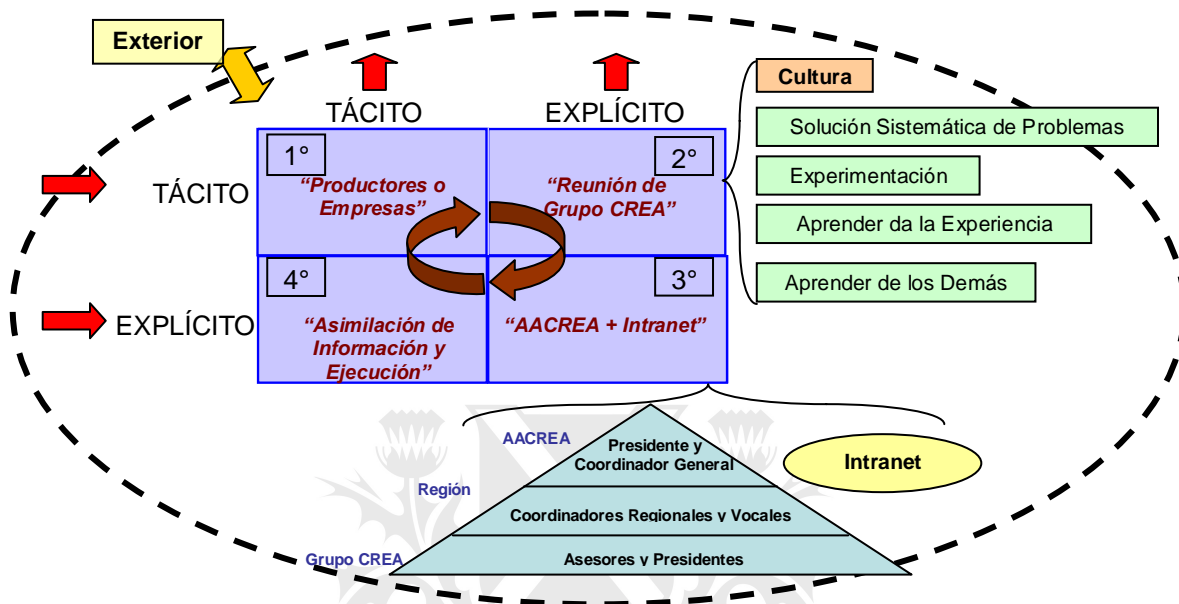 Exterior
TÁCITO
EXPLÍCITO
Cultura
Solución Sistemática de Problemas
Experimentación
Aprender da la Experiencia
Aprender de los Demás
TÁCITO
1°
“Productores o
Empresas”
2°
“Reunión de
Grupo CREA”
EXPLÍCITO
4°
“Asimilación de
Información y
Ejecución”
3°
“AACREA + Intranet”
AACREA
Presidente y
Coordinador General
Intranet
Región
Coordinadores Regionales y Vocales
Grupo CREA
Asesores y Presidentes